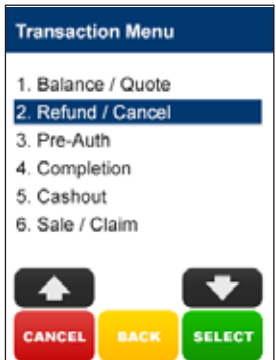 Transaction Menu
1. Balance / Quote
2. Refund / Cancel
3. Pre-Auth
4. Completion
5. Cashout
6. Sale / Claim
CANCEL BACK SELECT